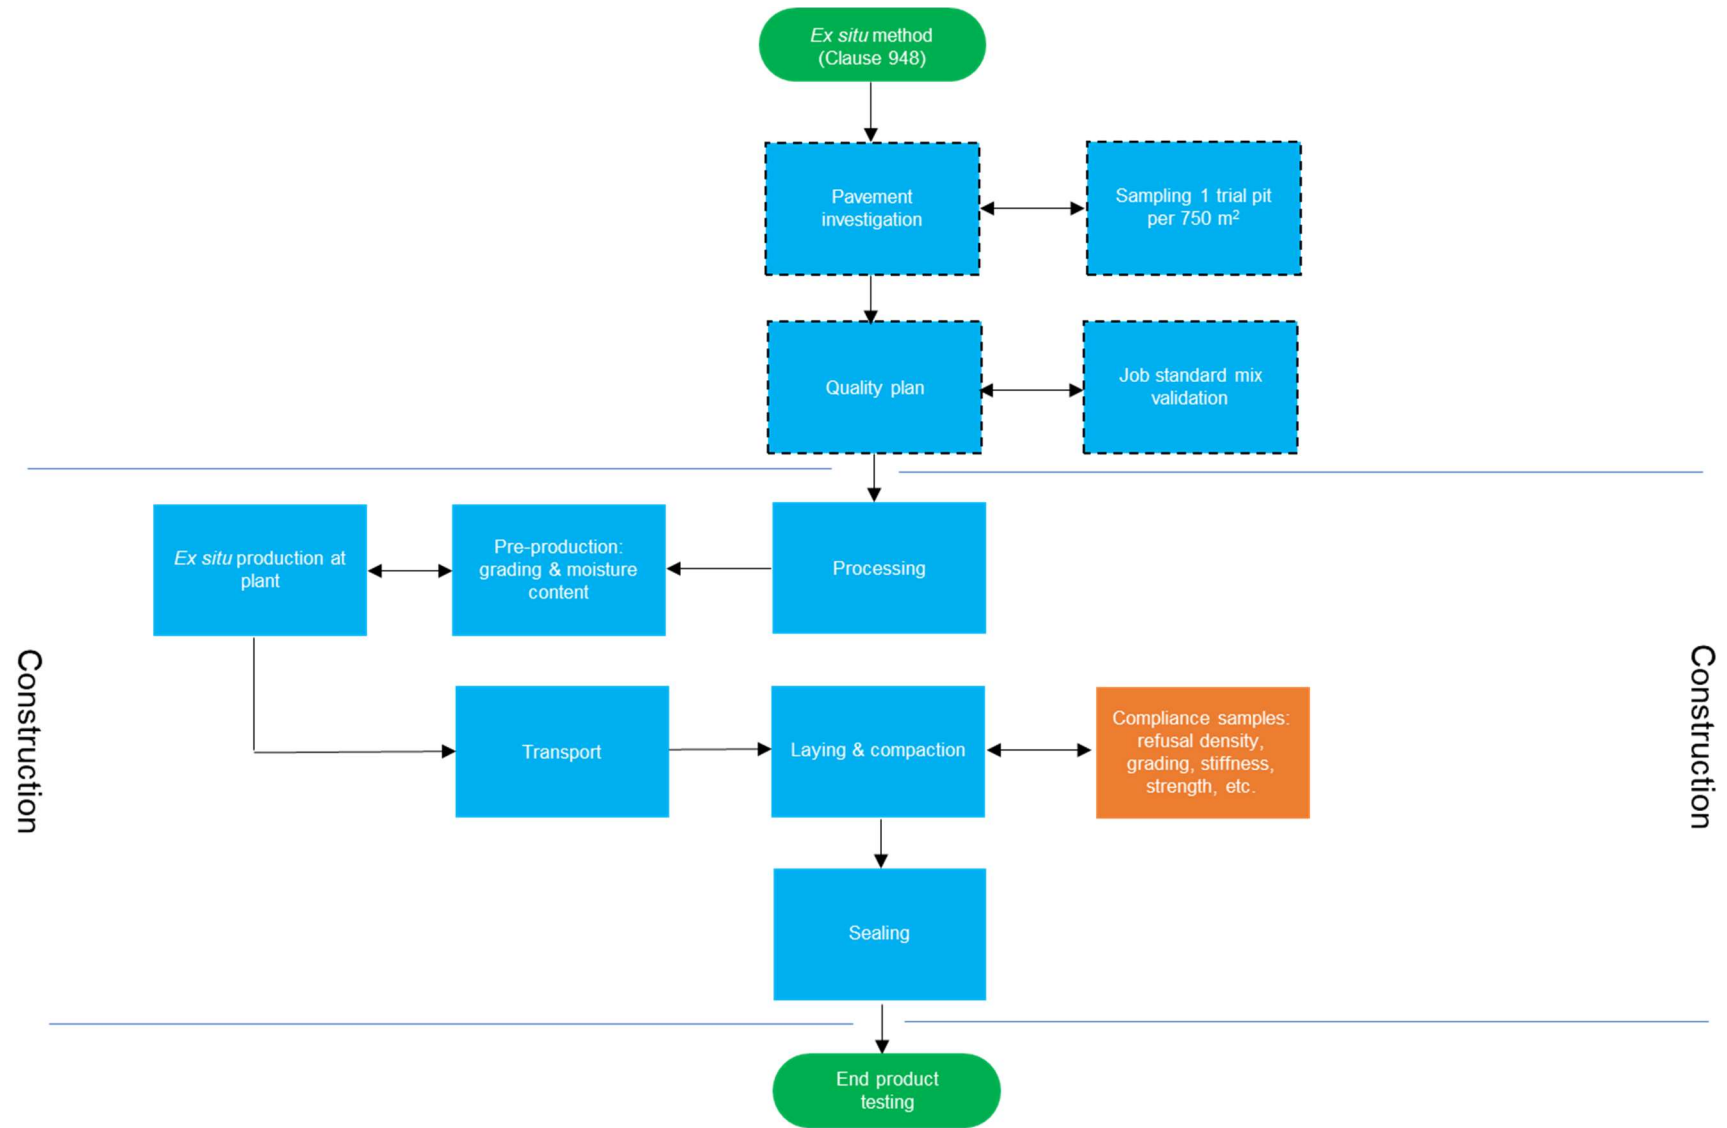 Ex situ method
(Clause 948)
Pavement
investigation
Sampling 1 trial pit
per 750 m²
Quality plan
Job standard mix
validation
Ex situ production at
plant
Pre-production:
grading & moisture
content
Processing
Construction
Transport
Laying & compaction
Compliance samples:
refusal density,
grading, stiffness,
strength, etc.
Construction
Sealing
End product
testing